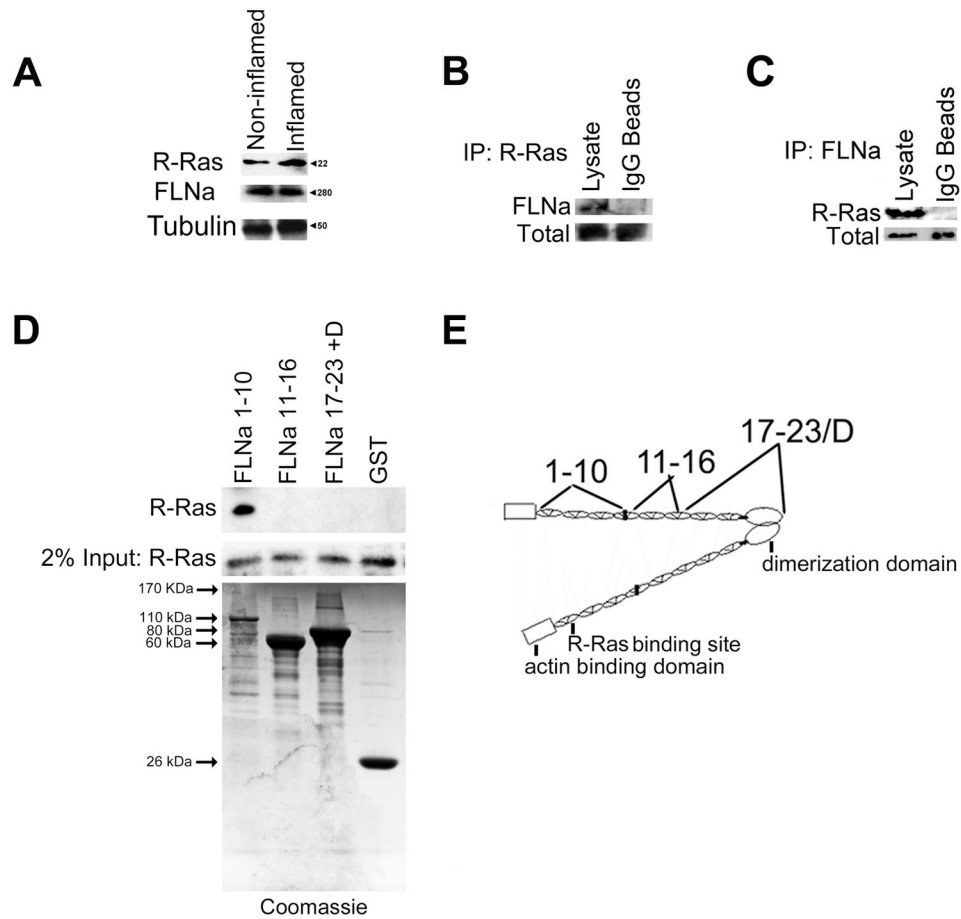 A
Non-inflamed
Inflamed
R-Ras
22
FLNa
280
Tubulin
50
B
IP: R-Ras
Lysate
IgG Beads
FLNa
Total
C
IP: FLNa
Lysate
IgG Beads
R-Ras
Total
D
FLNa 1-10
FLNa 11-16
FLNa 17-23 +D
GST
R-Ras
2% Input: R-Ras
170 KDa
110 kDa
80 kDa
60 kDa
26 kDa
Coomassie
E
17-23/D
11-16
1-10
dimerization domain
R-Ras binding site
actin binding domain